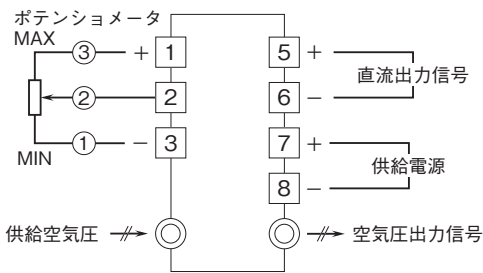 ポテンショメータ
MAX
③ + 1
② 2
① − 3
MIN
5 +
直流出力信号
6 −
7 +
供給電源
8 −
供給空気圧
空気圧出力信号